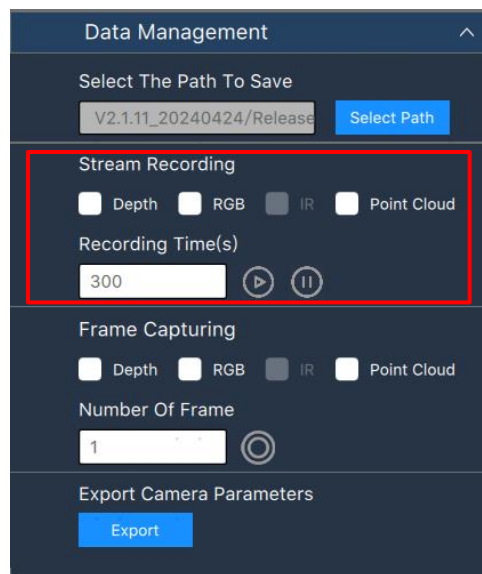 Data Management
Select The Path To Save
V2.1.11_20240424/Release Select Path
Stream Recording
Depth RGB IR Point Cloud
Recording Time(s)
300
Frame Capturing
Depth RGB IR Point Cloud
Number Of Frame
1
Export Camera Parameters
Export